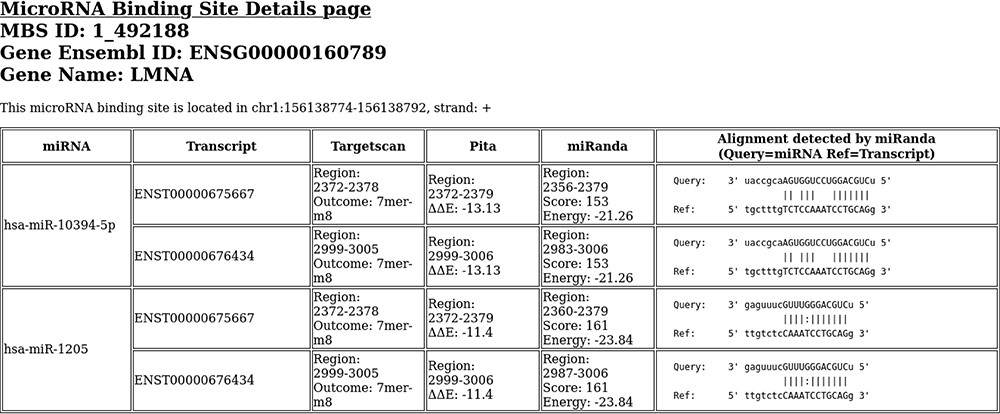 MicroRNA Binding Site Details page
MBS ID: 1_492188
Gene Ensembl ID: ENSG00000160789
Gene Name: LMNA
This microRNA binding site is located in chr1:156138774-156138792, strand: +
miRNA
Transcript
Targetscan
Pita
miRanda
Alignment detected by miRanda
(Query=miRNA Ref=Transcript)
hsa-miR-10394-5p
ENST00000675667
Region:
2372-2378
Outcome: 7mer-
m8
Region:
2372-2379
ΔΔE: -13.13
Region:
2356-2379
Score: 153
Energy: -21.26
Query: 3' uaccgcaAGUGGUCCUGGACGUCu 5'
|| ||| |||||||
Ref: 5' tgctttgTCTCCAAATCCTGCAGg 3'
ENST00000676434
Region:
2999-3005
Outcome: 7mer-
m8
Region:
2999-3006
ΔΔE: -13.13
Region:
2983-3006
Score: 153
Energy: -21.26
Query: 3' uaccgcaAGUGGUCCUGGACGUCu 5'
|| ||| |||||||
Ref: 5' tgctttgTCTCCAAATCCTGCAGg 3'
hsa-miR-1205
ENST00000675667
Region:
2372-2378
Outcome: 7mer-
m8
Region:
2372-2379
ΔΔE: -11.4
Region:
2360-2379
Score: 161
Energy: -23.84
Query: 3' gaguuucGUUUGGGACGUCu 5'
||||:|||||||
Ref: 5' ttgtctcCAAATCCTGCAGg 3'
ENST00000676434
Region:
2999-3005
Outcome: 7mer-
m8
Region:
2999-3006
ΔΔE: -11.4
Region:
2987-3006
Score: 161
Energy: -23.84
Query: 3' gaguuucGUUUGGGACGUCu 5'
||||:|||||||
Ref: 5' ttgtctcCAAATCCTGCAGg 3'